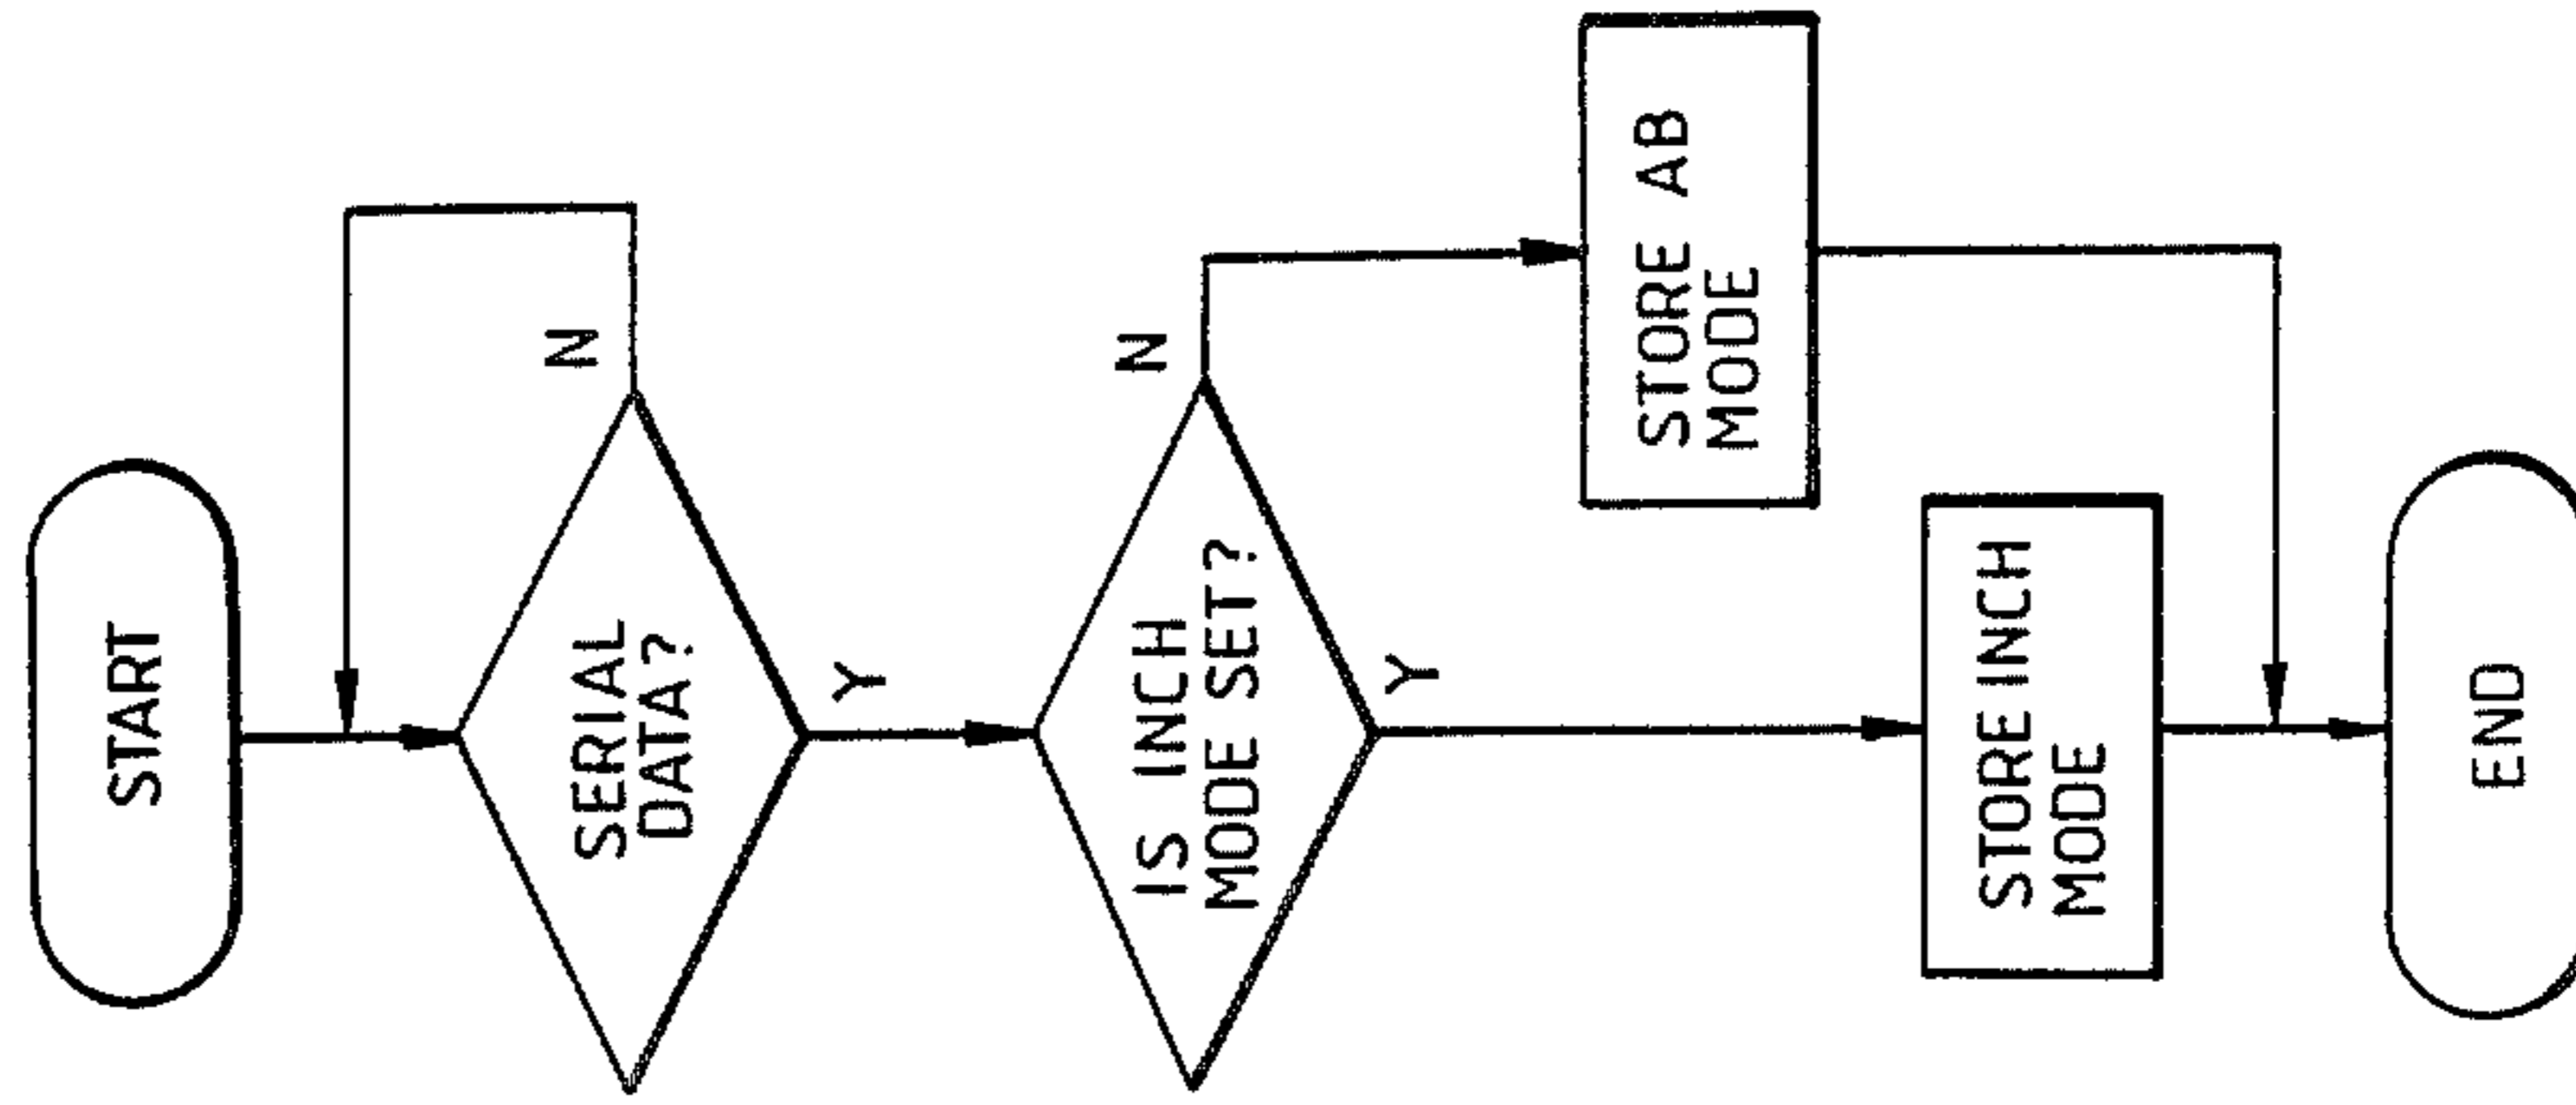 START
SERIAL
DATA?
N
Y
IS INCH
MODE SET?
N
Y
STORE AB
MODE
STORE INCH
MODE
END